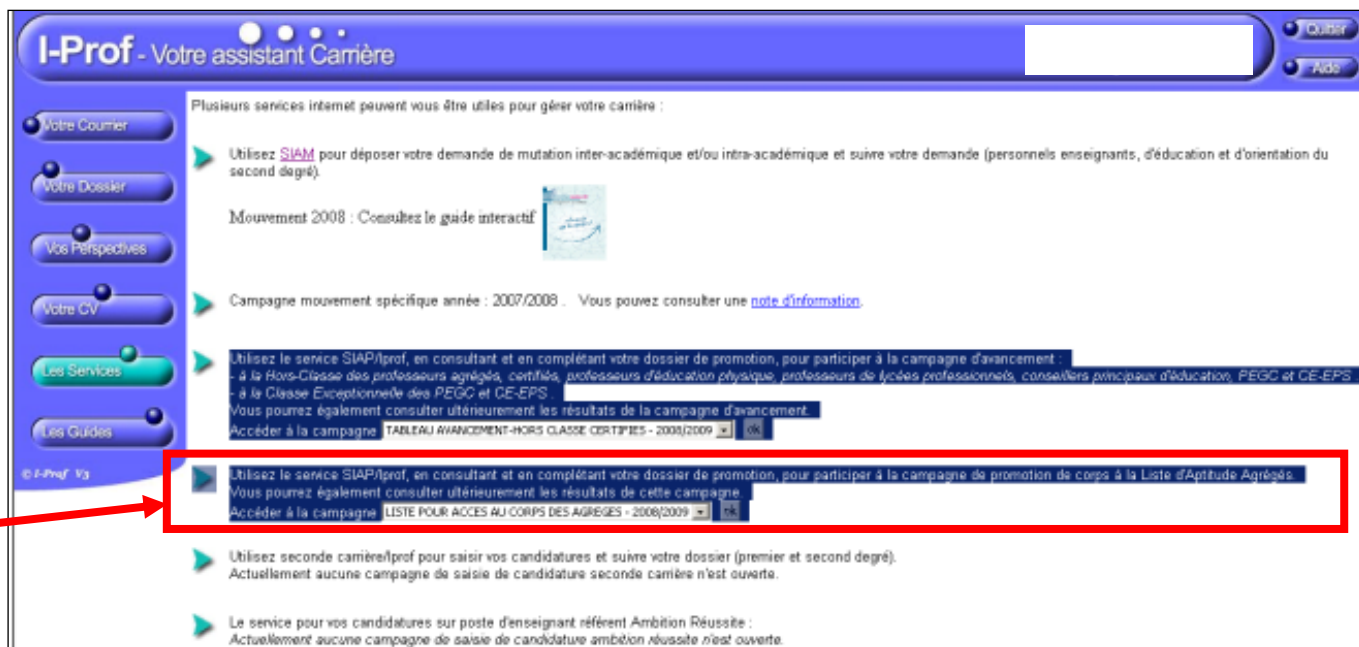 I-Prof - Votre assistant Carrière
Quitter
Aide
Votre Courrier
Votre Dossier
Vos Perspectives
Votre CV
Les Services
Les Guides
© I-Prof V3
Plusieurs services internet peuvent vous être utiles pour gérer votre carrière :
Utilisez SIAM pour déposer votre demande de mutation inter-académique et/ou intra-académique et suivre votre demande (personnels enseignants, d'éducation et d'orientation du
second degré).
Mouvement 2008 : Consultez le guide interactif
Campagne mouvement spécifique année : 2007/2008 . Vous pouvez consulter une note d'information.
Utilisez le service SIAP/Iprof, en consultant et en complétant votre dossier de promotion, pour participer à la campagne d'avancement :
- à la Hors-Classe des professeurs agrégés, certifiés, professeurs d'éducation physique, professeurs de lycées professionnels, conseillers principaux d'éducation, PEGC et CE-EPS
- à la Classe Exceptionnelle des PEGC et CE-EPS .
Vous pourrez également consulter ultérieurement les résultats de la campagne d'avancement.
Accéder à la campagne TABLEAU AVANCEMENT-HORS CLASSE CERTIFIES - 2008/2009 ok
Utilisez le service SIAP/Iprof, en consultant et en complétant votre dossier de promotion, pour participer à la campagne de promotion de corps à la Liste d'Aptitude Agrégés.
Vous pourrez également consulter ultérieurement les résultats de cette campagne.
Accéder à la campagne LISTE POUR ACCES AU CORPS DES AGREGES - 2008/2009 ok
Utilisez seconde carrière/Iprof pour saisir vos candidatures et suivre votre dossier (premier et second degré).
Actuellement aucune campagne de saisie de candidature seconde carrière n'est ouverte.
Le service pour vos candidatures sur poste d'enseignant référent Ambition Réussite :
Actuellement aucune campagne de saisie de candidature ambition réussite n'est ouverte.